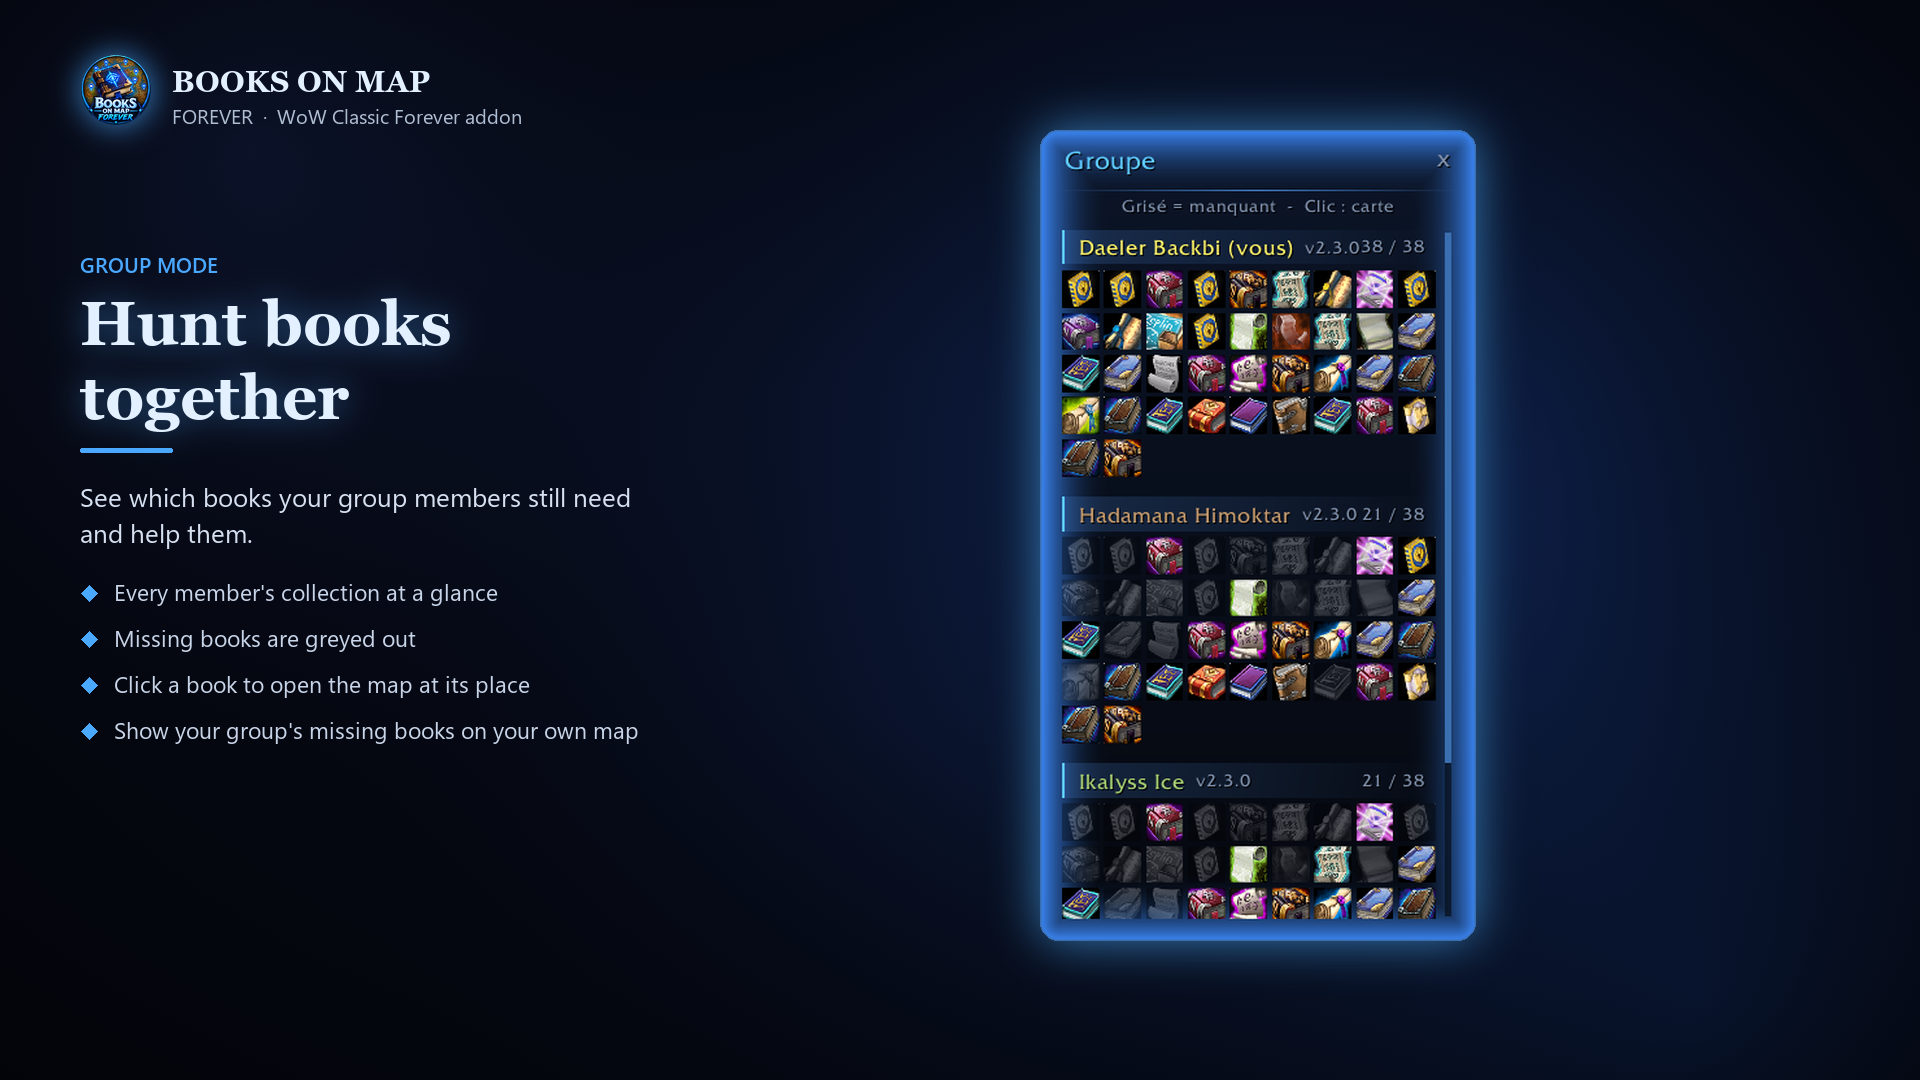 BOOKS ON MAP FOREVER
BOOKS ON MAP
FOREVER · WoW Classic Forever addon
GROUP MODE
Hunt books
together
See which books your group members still need
and help them.
Every member's collection at a glance
Missing books are greyed out
Click a book to open the map at its place
Show your group's missing books on your own map
Groupe x
Grisé = manquant - Clic : carte
Daeler Backbi (vous) v2.3.0 38 / 38
Hadamana Himoktar v2.3.0 21 / 38
Ikalyss Ice v2.3.0 21 / 38